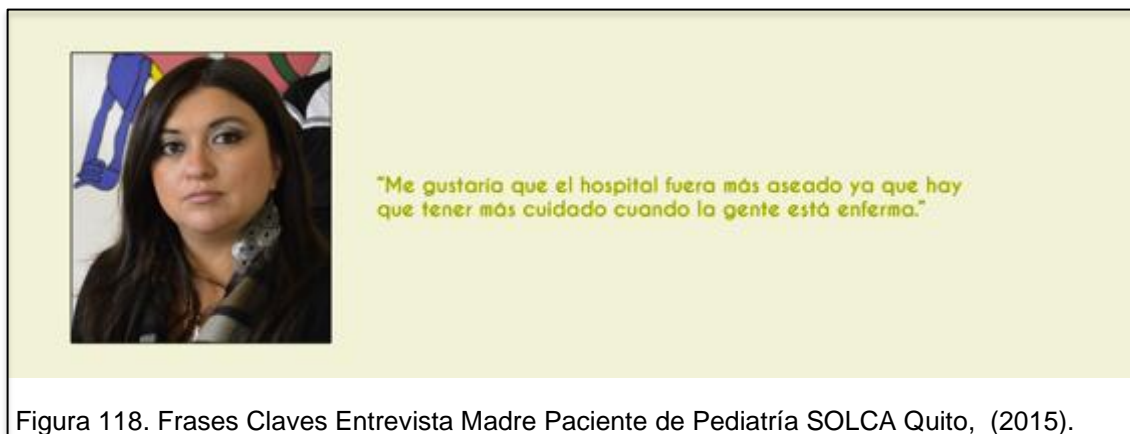 "Me gustaría que el hospital fuera más aseado ya que hay
que tener más cuidado cuando la gente está enferma."
Figura 118. Frases Claves Entrevista Madre Paciente de Pediatría SOLCA Quito, (2015).